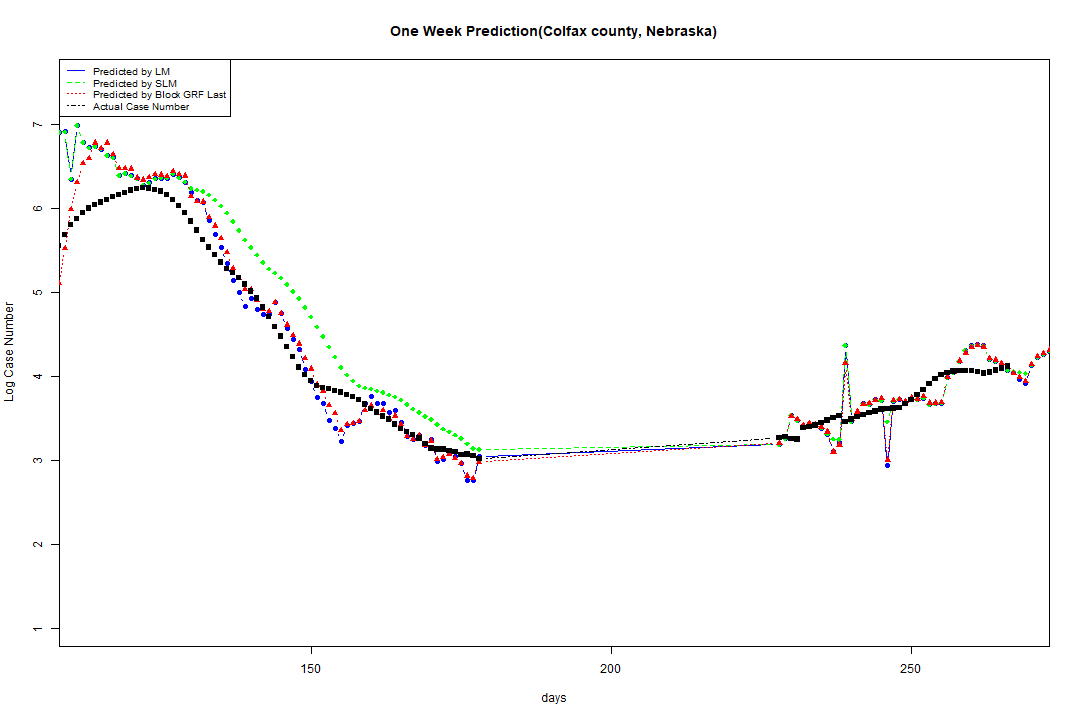 One Week Prediction(Colfax county, Nebraska)
Predicted by LM
Predicted by SLM
Predicted by Block GRF Last
Actual Case Number
7
6
5
4
3
2
1
Log Case Number
150 200 250
days